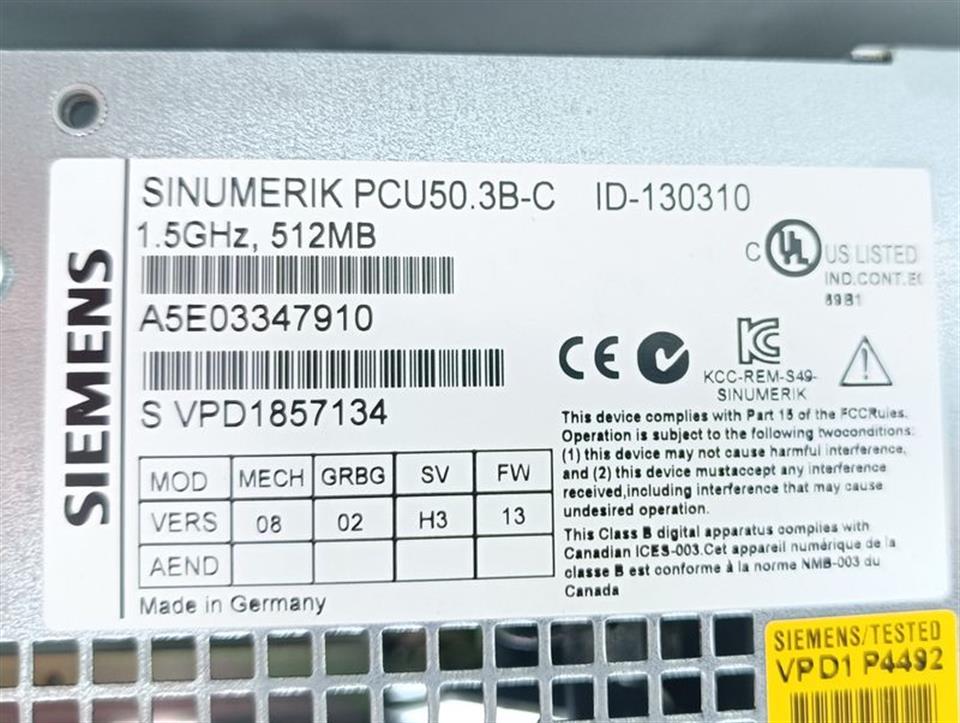 SIEMENS
SINUMERIK PCU50.3B-C ID-130310
1.5GHz, 512MB
A5E03347910
S VPD1857134
MOD MECH GRBG SV FW
VERS 08 02 H3 13
AEND
Made in Germany
C UL US LISTED
IND.CONT.EQ
89B1
CE
KCC-REM-S49-
SINUMERIK
This device complies with Part 15 of the FCCRules.
Operation is subject to the following twoconditions:
(1) this device may not cause harmful interference,
and (2) this device mustaccept any interference
received,including interference that may cause
undesired operation.
This Class B digital apparatus complies with
Canadian ICES-003.Cet appareil numérique de la
classe B est conforme à la norme NMB-003 du
Canada
SIEMENS/TESTED
VPD1 P4492